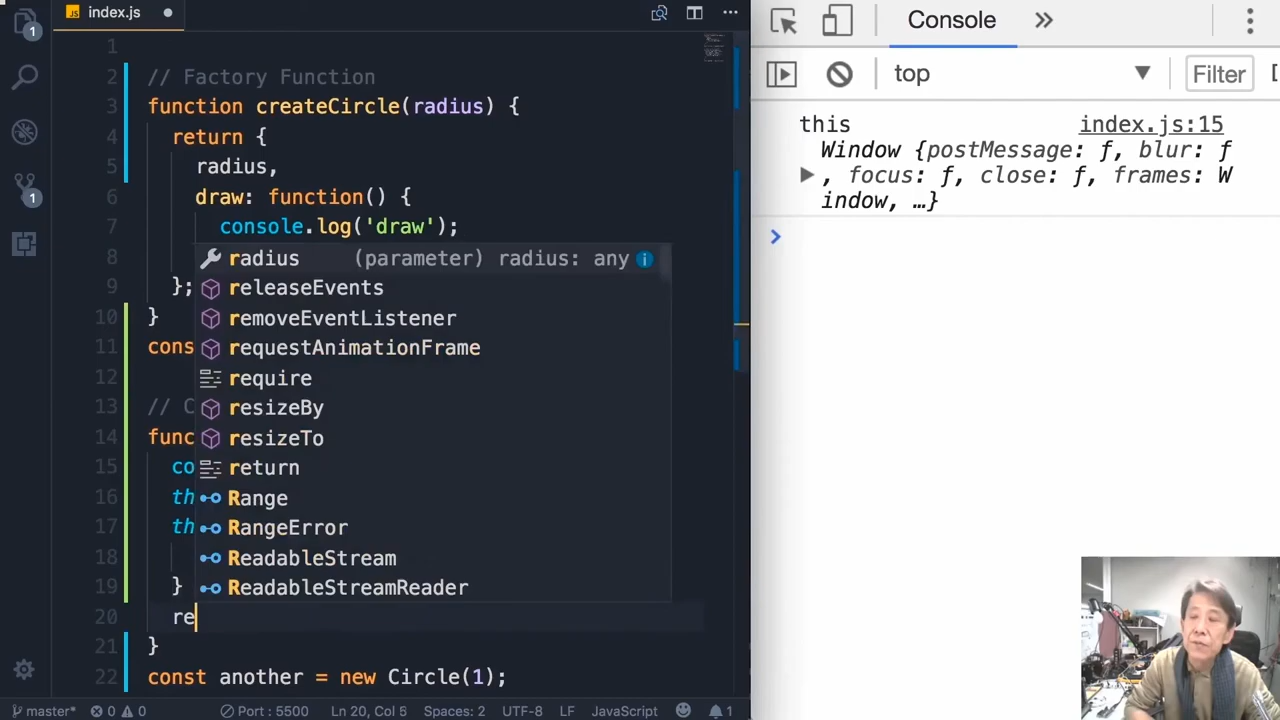 index.js
1
1
1
// Factory Function
2
function createCircle(radius) {
3
return {
4
radius,
5
draw: function() {
6
console.log('draw');
7
8
};
9
}
10
cons
11
12
// C
13
func
14
co
15
th
16
th
17
18
}
19
re
20
}
21
const another = new Circle(1);
22
radius (parameter) radius: any
releaseEvents
removeEventListener
requestAnimationFrame
require
resizeBy
resizeTo
return
Range
RangeError
ReadableStream
ReadableStreamReader
master* 0 0 Port : 5500 Ln 20, Col 5 Spaces: 2 UTF-8 LF JavaScript 1
Console
top Filter
this index.js:15
Window {postMessage: ƒ, blur: ƒ
, focus: ƒ, close: ƒ, frames: W
indow, …}